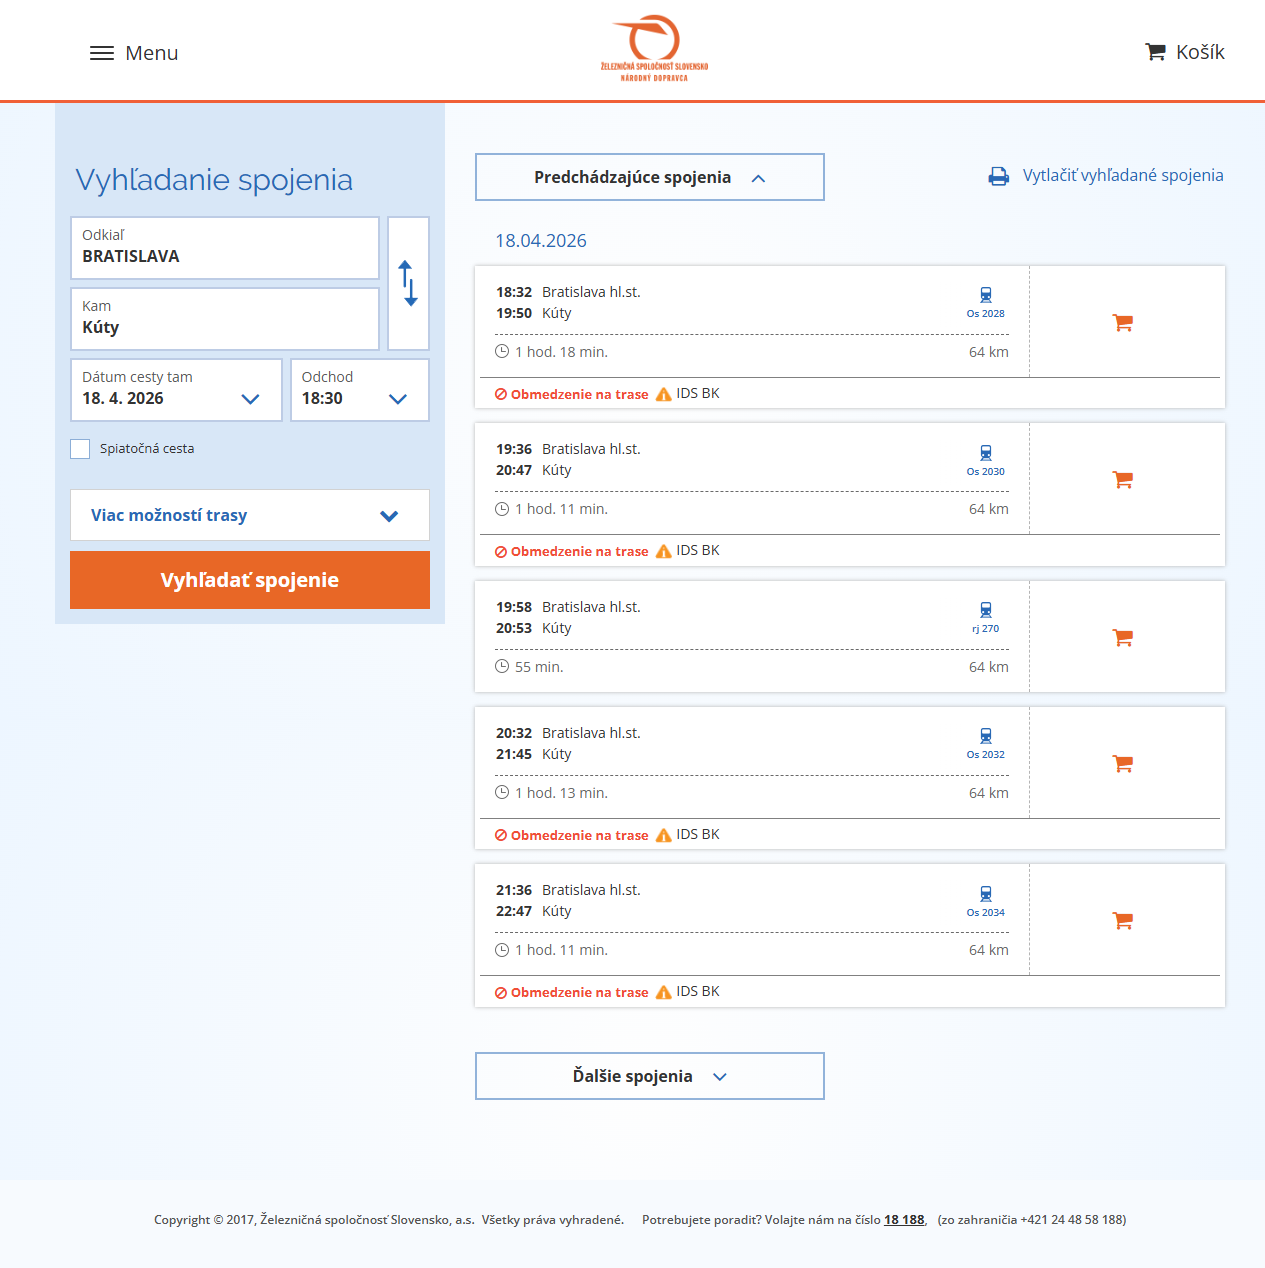 Menu
ŽELEZNIČNÁ SPOLOČNOSŤ SLOVENSKO
NÁRODNÝ DOPRAVCA
Košík
Vyhľadanie spojenia
Odkiaľ
BRATISLAVA
Kam
Kúty
Dátum cesty tam
18. 4. 2026
Odchod
18:30
Spiatočná cesta
Viac možností trasy
Vyhľadať spojenie
Predchádzajúce spojenia
Vytlačiť vyhľadané spojenia
18.04.2026
18:32 Bratislava hl.st.
19:50 Kúty
Os 2028
1 hod. 18 min. 64 km
Obmedzenie na trase IDS BK
19:36 Bratislava hl.st.
20:47 Kúty
Os 2030
1 hod. 11 min. 64 km
Obmedzenie na trase IDS BK
19:58 Bratislava hl.st.
20:53 Kúty
rj 270
55 min. 64 km
20:32 Bratislava hl.st.
21:45 Kúty
Os 2032
1 hod. 13 min. 64 km
Obmedzenie na trase IDS BK
21:36 Bratislava hl.st.
22:47 Kúty
Os 2034
1 hod. 11 min. 64 km
Obmedzenie na trase IDS BK
Ďalšie spojenia
Copyright © 2017, Železničná spoločnosť Slovensko, a.s. Všetky práva vyhradené. Potrebujete poradiť? Volajte nám na číslo 18 188, (zo zahraničia +421 24 48 58 188)